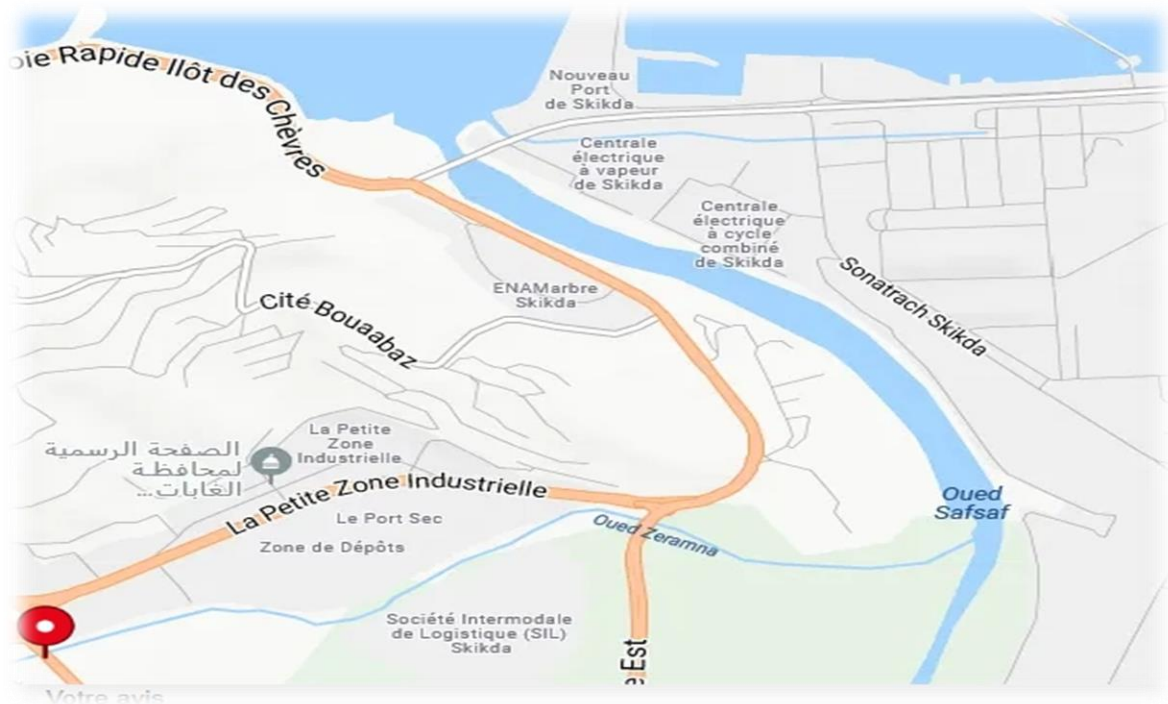 oie Rapide Ilôt des Chèvres
Nouveau
Port
de Skikda
Centrale
électrique
à vapeur
de Skikda
Centrale
électrique
à cycle
combiné
de Skikda
Sonatrach Skikda
ENAMarbre
Skikda
Cité Bouaabaz
La Petite
Zone
Industrielle
الصفحة الرسمية
لمحافظة
الغابات...
La Petite Zone Industrielle
Le Port Sec
Zone de Dépôts
Oued Zeramna
Oued
Safsaf
Société Intermodale
de Logistique (SIL)
Skikda
e Est
Votre avis